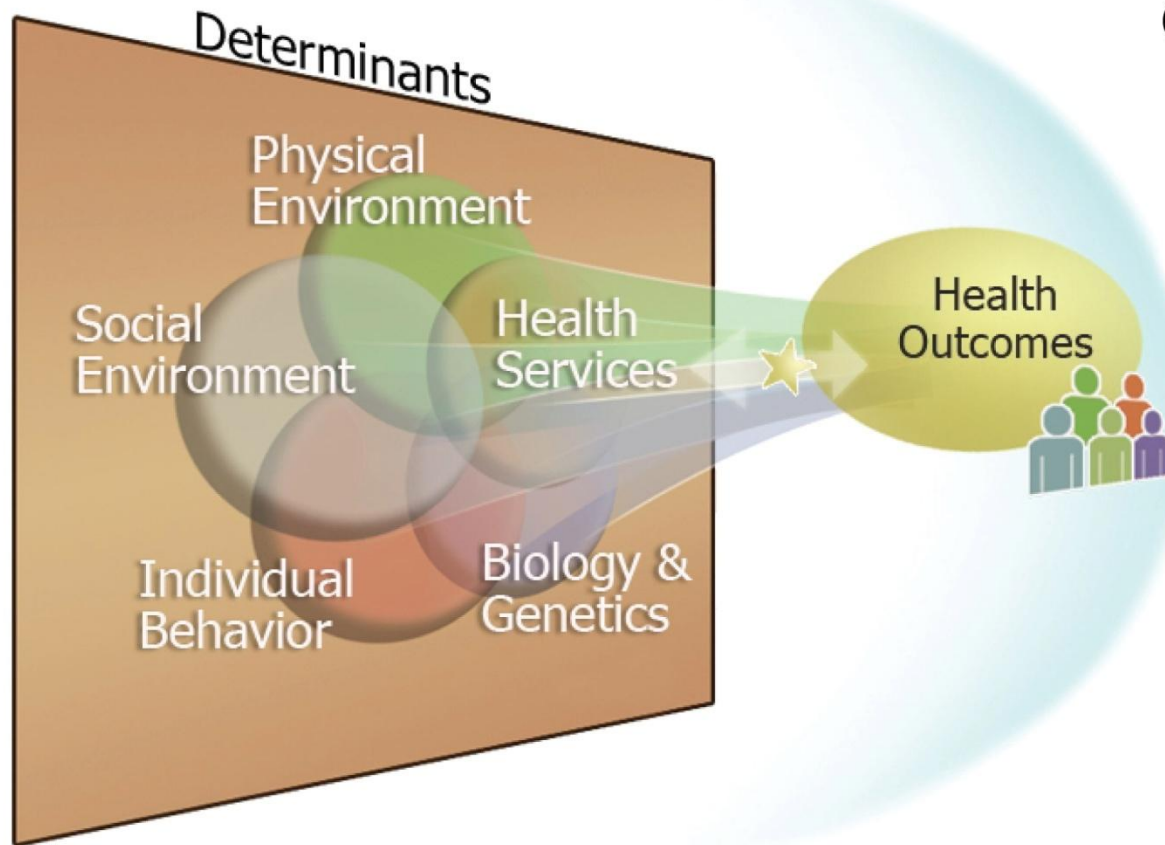 Determinants
Physical
Environment
Social
Environment
Health
Services
Individual
Behavior
Biology &
Genetics
Health
Outcomes